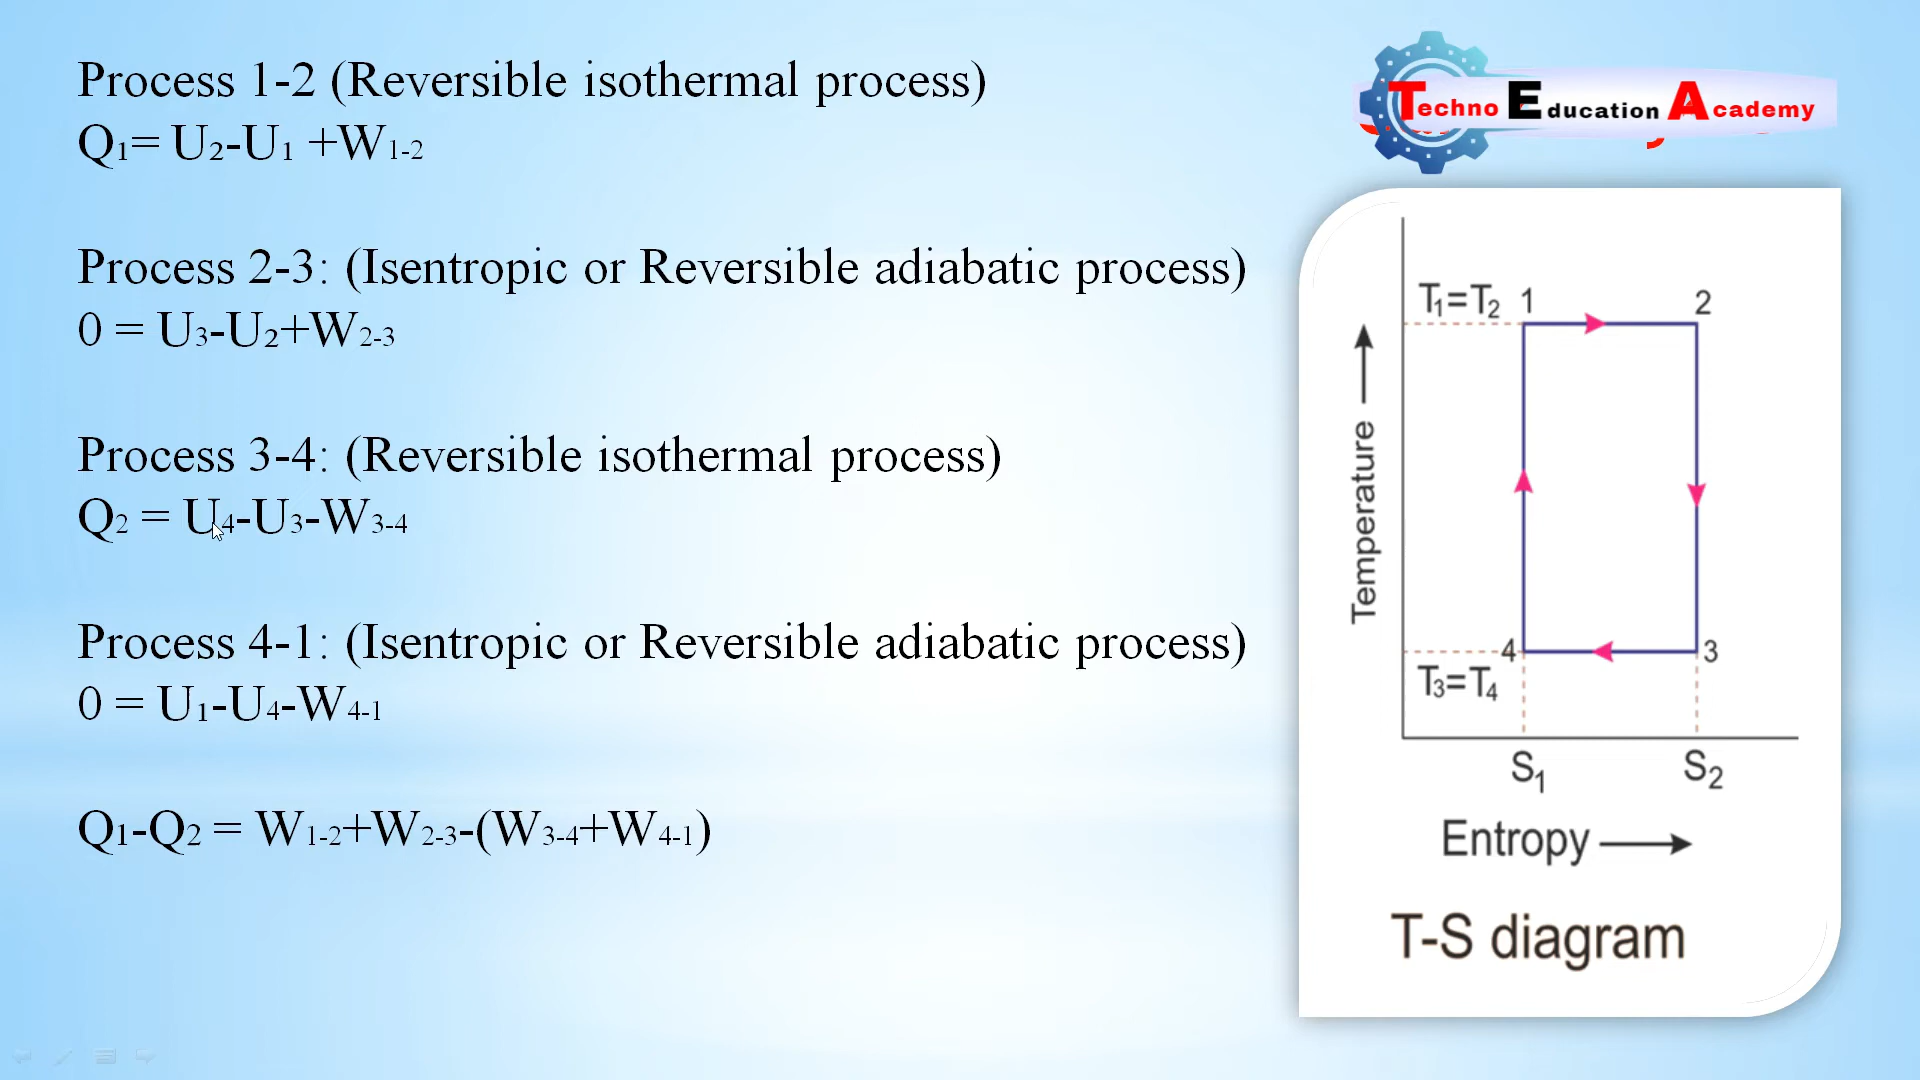 Process 1-2 (Reversible isothermal process)
Q₁= U₂-U₁ +W₁₋₂
Process 2-3: (Isentropic or Reversible adiabatic process)
0 = U₃-U₂+W₂₋₃
Process 3-4: (Reversible isothermal process)
Q₂ = U₄-U₃-W₃₋₄
Process 4-1: (Isentropic or Reversible adiabatic process)
0 = U₁-U₄-W₄₋₁
Q₁-Q₂ = W₁₋₂+W₂₋₃-(W₃₋₄+W₄₋₁)
Techno Education Academy
T₁=T₂ 1 2
Temperature
4 3
T₃=T₄
S₁ S₂
Entropy
T-S diagram